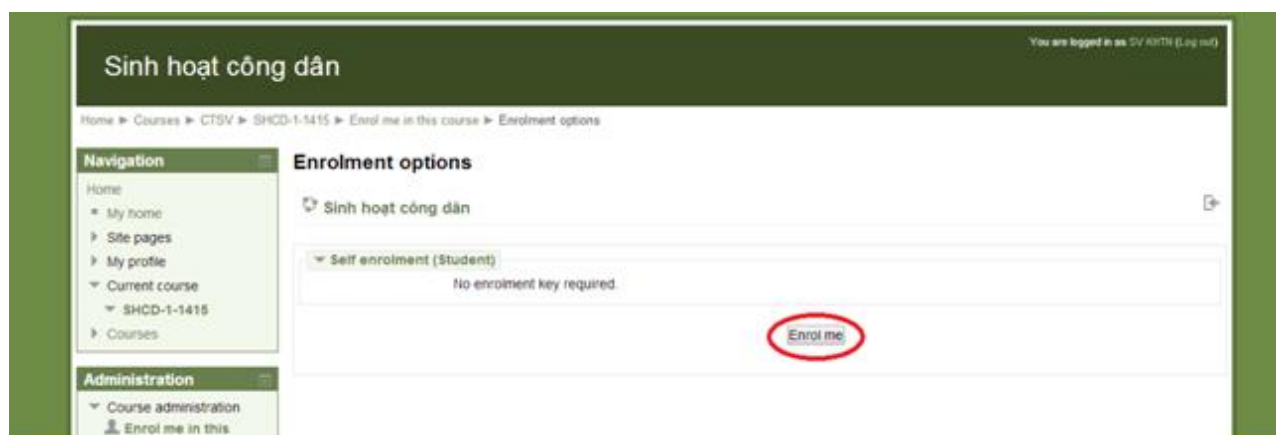 You are logged in as SV KHTN (Log out)
Sinh hoạt công dân
Home ► Courses ► CTSV ► SHCD-1-1415 ► Enrol me in this course ► Enrolment options
Navigation
Home
My home
Site pages
My profile
Current course
SHCD-1-1415
Courses
Administration
Course administration
Enrol me in this
Enrolment options
Sinh hoạt công dân
Self enrolment (Student)
No enrolment key required.
Enrol me